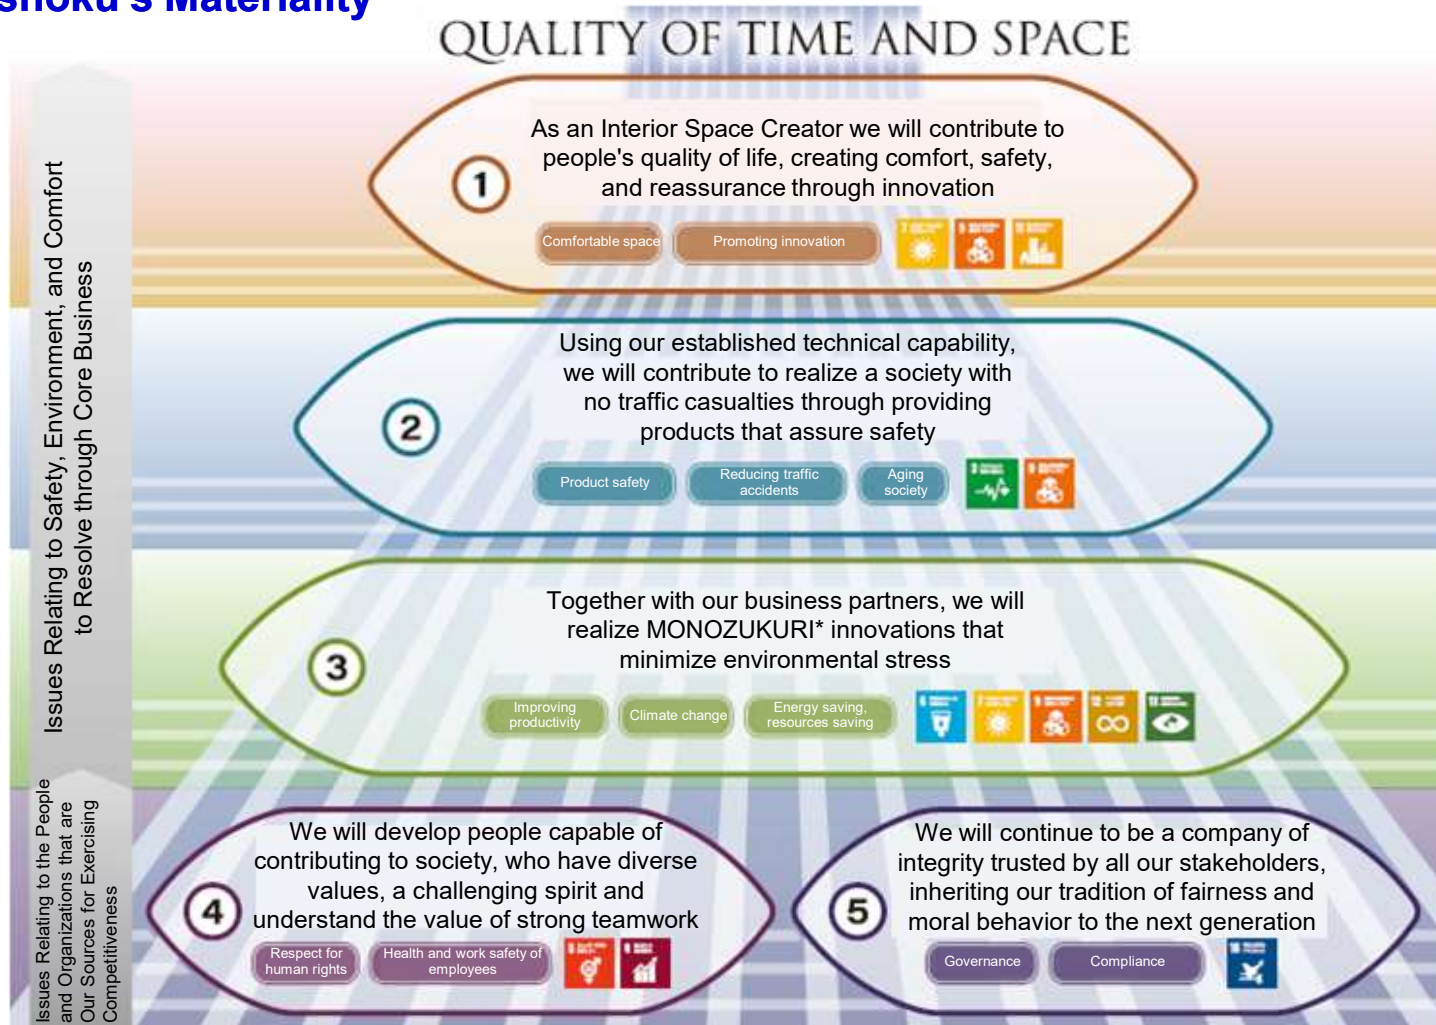 shoku's Materiality
QUALITY OF TIME AND SPACE
Issues Relating to Safety, Environment, and Comfort
to Resolve through Core Business
1
As an Interior Space Creator we will contribute to
people's quality of life, creating comfort, safety,
and reassurance through innovation
Comfortable space
Promoting innovation
2
Using our established technical capability,
we will contribute to realize a society with
no traffic casualties through providing
products that assure safety
Product safety
Reducing traffic
accidents
Aging
society
3
Together with our business partners, we will
realize MONOZUKURI* innovations that
minimize environmental stress
Improving
productivity
Climate change
Energy saving,
resources saving
Issues Relating to the People
and Organizations that are
Our Sources for Exercising
Competitiveness
4
We will develop people capable of
contributing to society, who have diverse
values, a challenging spirit and
understand the value of strong teamwork
Respect for
human rights
Health and work safety of
employees
5
We will continue to be a company of
integrity trusted by all our stakeholders,
inheriting our tradition of fairness and
moral behavior to the next generation
Governance
Compliance